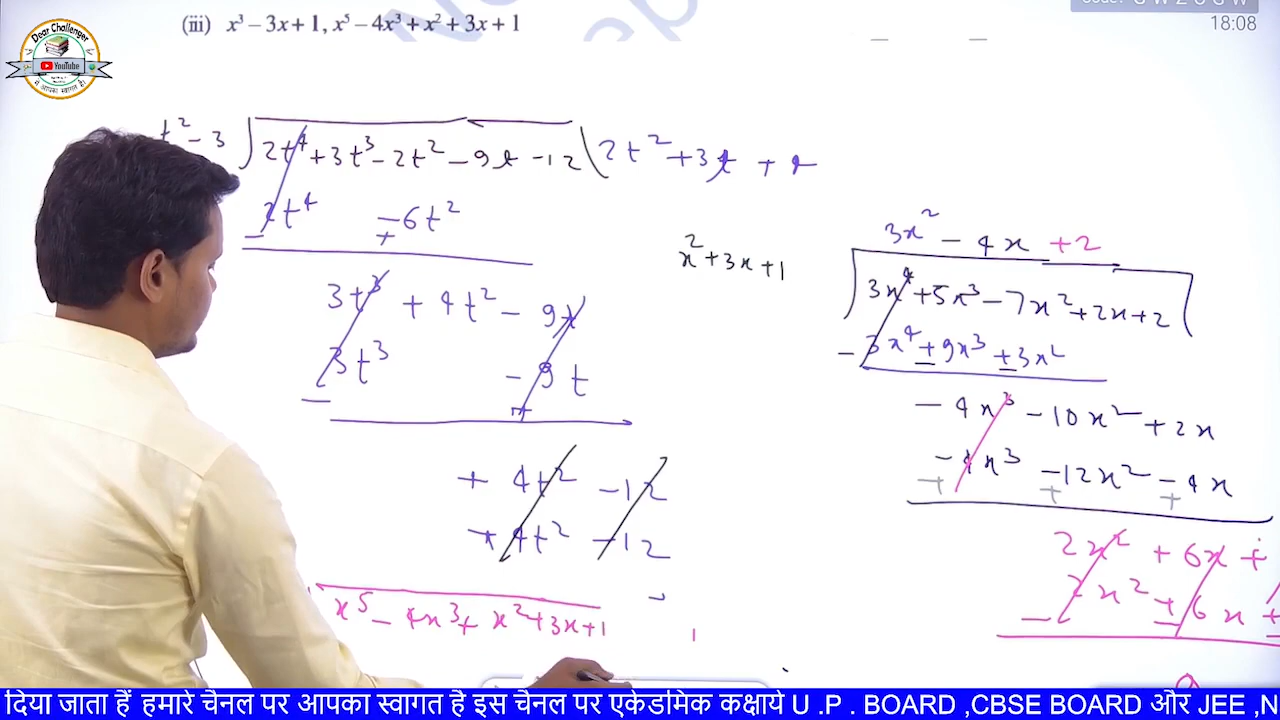 (iii) x³ – 3x + 1, x⁵ – 4x³ + x² + 3x + 1
18:08
Dear Challenger
YouTube
में आपका स्वागत है।
t² - 3 ) 2t⁴ + 3t³ - 2t² - 9t - 12 ( 2t² + 3t + 4
2t⁴ - 6t²
- +
3t³ + 4t² - 9t
3t³ - 9t
- +
+ 4t² - 12
+ 4t² - 12
x⁵ - 4x³ + x² + 3x + 1
3x² - 4x + 2
x² + 3x + 1 ) 3x⁴ + 5x³ - 7x² + 2x + 2
- 3x⁴ + 9x³ + 3x²
- 4x³ - 10x² + 2x
- 4x³ - 12x² - 4x
+ + +
2x² + 6x +
2x² + 6x +
दिया जाता हैं हमारे चैनल पर आपका स्वागत है इस चैनल पर एकेडमिक कक्षायें U .P . BOARD ,CBSE BOARD और JEE ,N